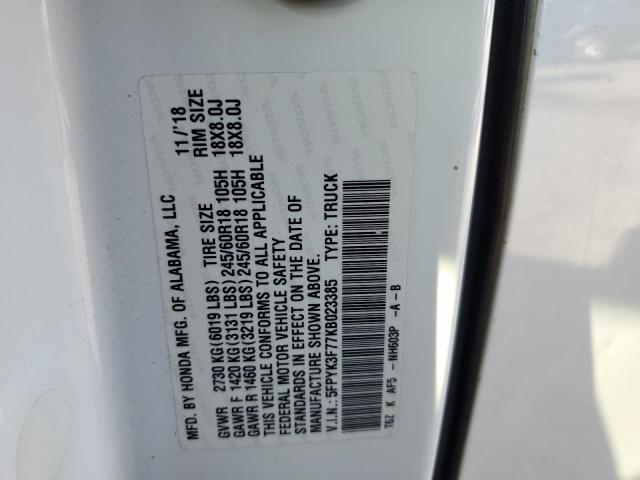 MFD. BY HONDA MFG. OF ALABAMA, LLC 11/'18
GVWR 2730 KG (6019 LBS) TIRE SIZE RIM SIZE
GAWR F 1420 KG (3131 LBS) 245/60R18 105H 18X8.0J
GAWR R 1460 KG (3219 LBS) 245/60R18 105H 18X8.0J
THIS VEHICLE CONFORMS TO ALL APPLICABLE
FEDERAL MOTOR VEHICLE SAFETY
STANDARDS IN EFFECT ON THE DATE OF
MANUFACTURE SHOWN ABOVE.
V.I.N.: 5FPYK3F77KB023385 TYPE: TRUCK
T6Z K AF5 - NH603P -A-B